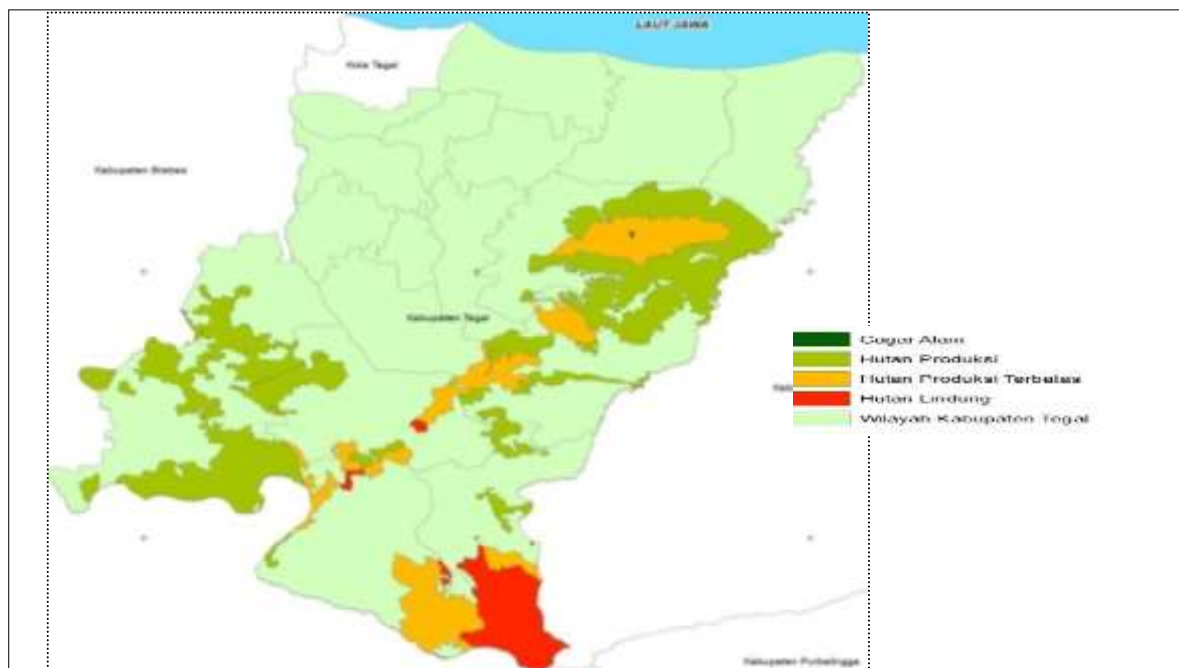 LAUT JAWA
Kota Tegal
Kabupaten Brebes
Kabupaten Tegal
Cagar Alam
Hutan Produksi
Hutan Produksi Terbatas
Hutan Lindung
Wilayah Kabupaten Tegal
Kabupaten Purbalingga